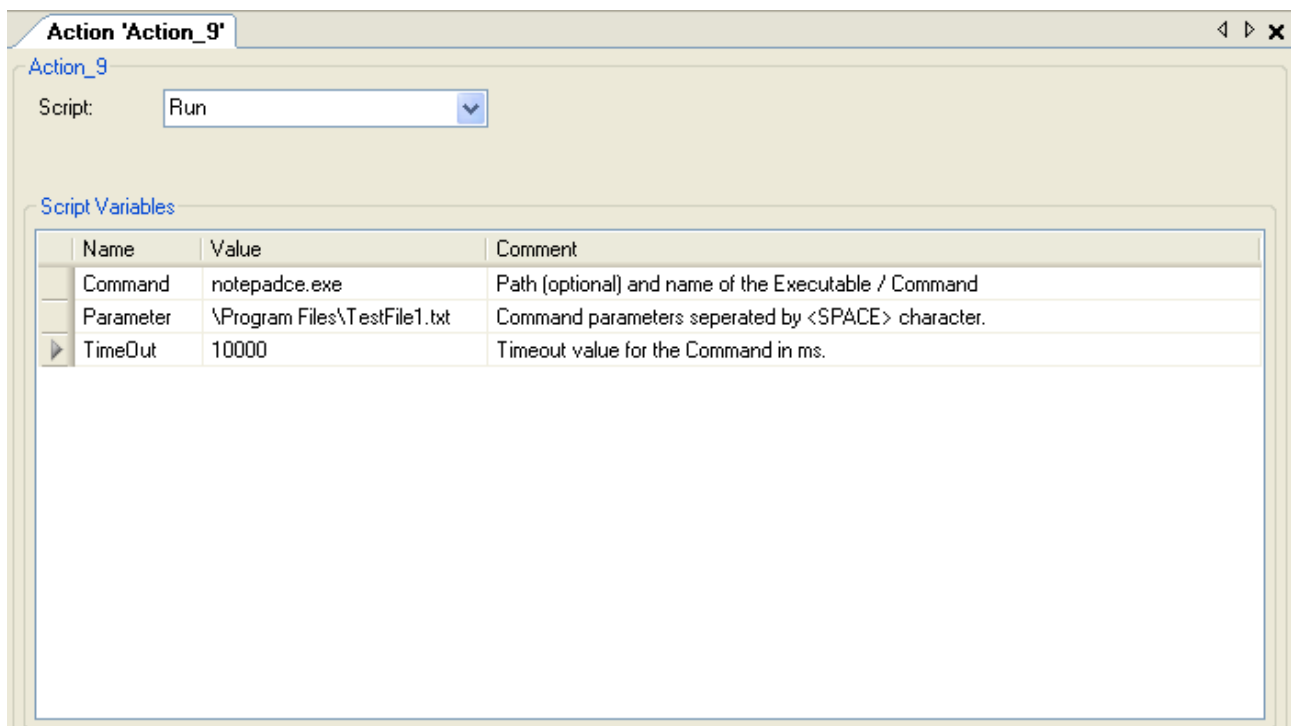 Action 'Action_9'
Action_9
Script: Run
Script Variables
Name Value Comment
Command notepadce.exe Path (optional) and name of the Executable / Command
Parameter \Program Files\TestFile1.txt Command parameters seperated by <SPACE> character.
TimeOut 10000 Timeout value for the Command in ms.